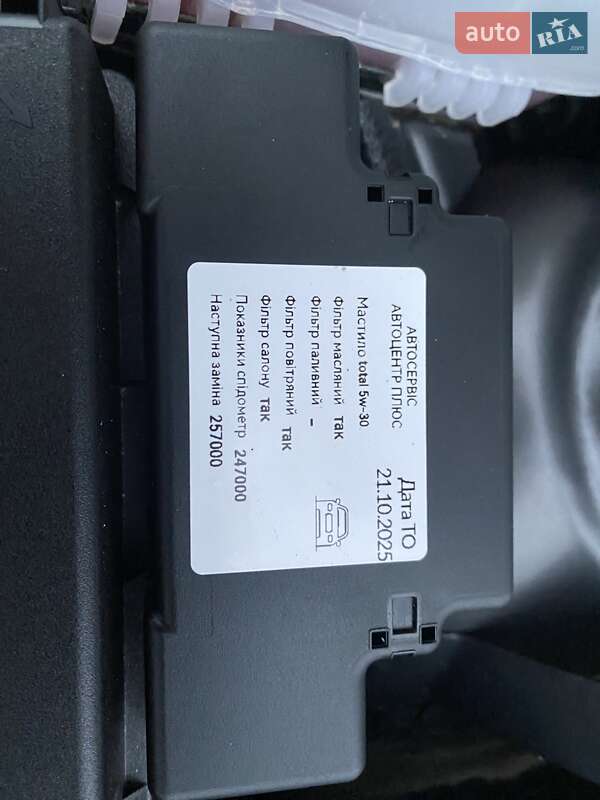 auto RIA .com
АВТОСЕРВІС
АВТОЦЕНТР ПЛЮС
Дата ТО
21.10.2025
Мастило total 5w-30
Фільтр масляний так
Фільтр паливний -
Фільтр повітряний так
Фільтр салону так
Показники спідометр 247000
Наступна заміна 257000